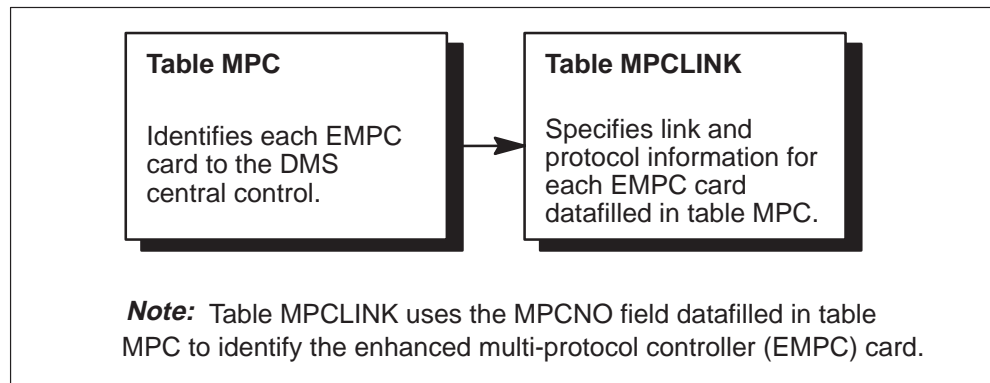 Table MPC
Identifies each EMPC
card to the DMS
central control.
Table MPCLINK
Specifies link and
protocol information for
each EMPC card
datafilled in table MPC.
Note: Table MPCLINK uses the MPCNO field datafilled in table
MPC to identify the enhanced multi-protocol controller (EMPC) card.